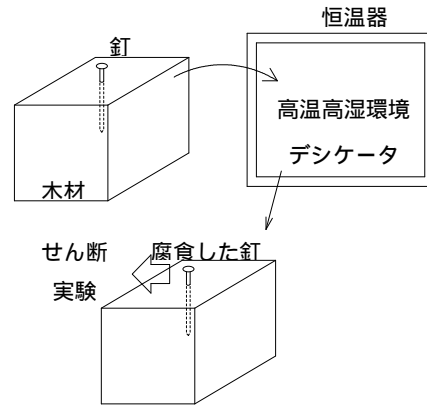 恒温器
釘
高温高湿環境
デシケータ
木材
せん断
実験
腐食した釘